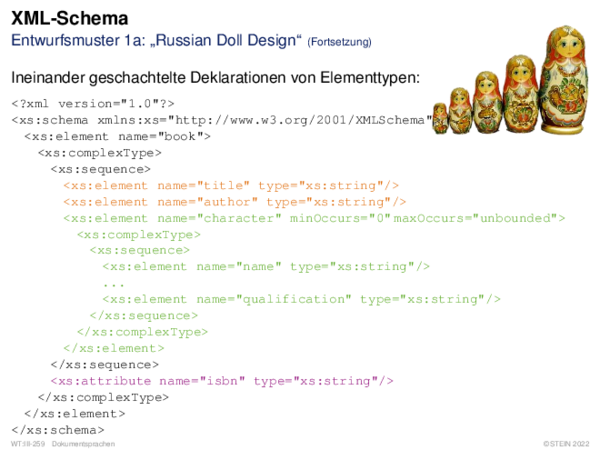 XML-Schema
Entwurfsmuster 1a: „Russian Doll Design“ (Fortsetzung)
Ineinander geschachtelte Deklarationen von Elementtypen:
<?xml version="1.0"?>
<xs:schema xmlns:xs="http://www.w3.org/2001/XMLSchema"
<xs:element name="book">
<xs:complexType>
<xs:sequence>
<xs:element name="title" type="xs:string"/>
<xs:element name="author" type="xs:string"/>
<xs:element name="character" minOccurs="0" maxOccurs="unbounded">
<xs:complexType>
<xs:sequence>
<xs:element name="name" type="xs:string"/>
...
<xs:element name="qualification" type="xs:string"/>
</xs:sequence>
</xs:complexType>
</xs:element>
</xs:sequence>
<xs:attribute name="isbn" type="xs:string"/>
</xs:complexType>
</xs:element>
</xs:schema>
WT:III-259 Dokumentsprachen
©STEIN 2022